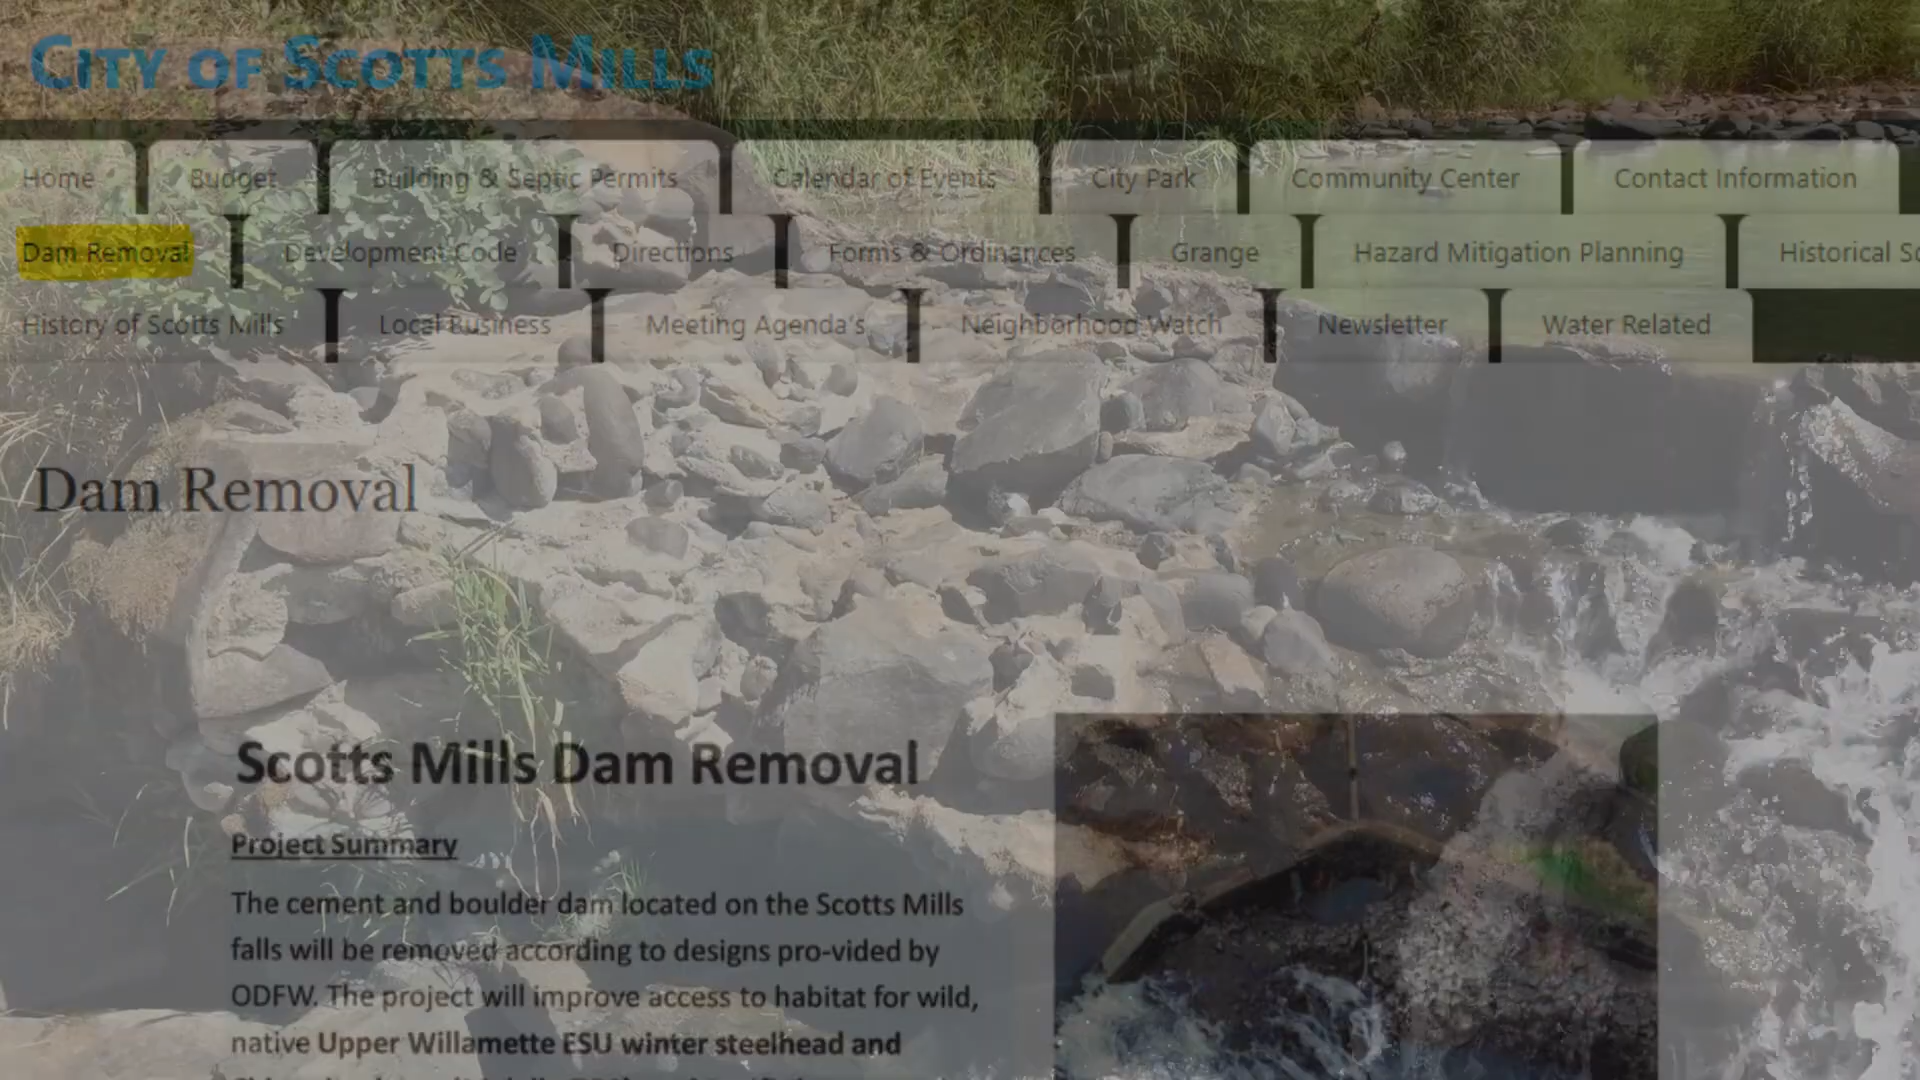 City of Scotts Mills
Home Budget Building & Septic Permits Calendar of Events City Park Community Center Contact Information
Dam Removal Development Code Directions Forms & Ordinances Grange Hazard Mitigation Planning Historical
History of Scotts Mills Local Business Meeting Agenda's Neighborhood Watch Newsletter Water Related
Dam Removal
Scotts Mills Dam Removal
Project Summary
The cement and boulder dam located on the Scotts Mills
falls will be removed according to designs pro-vided by
ODFW. The project will improve access to habitat for wild,
native Upper Willamette ESU winter steelhead and